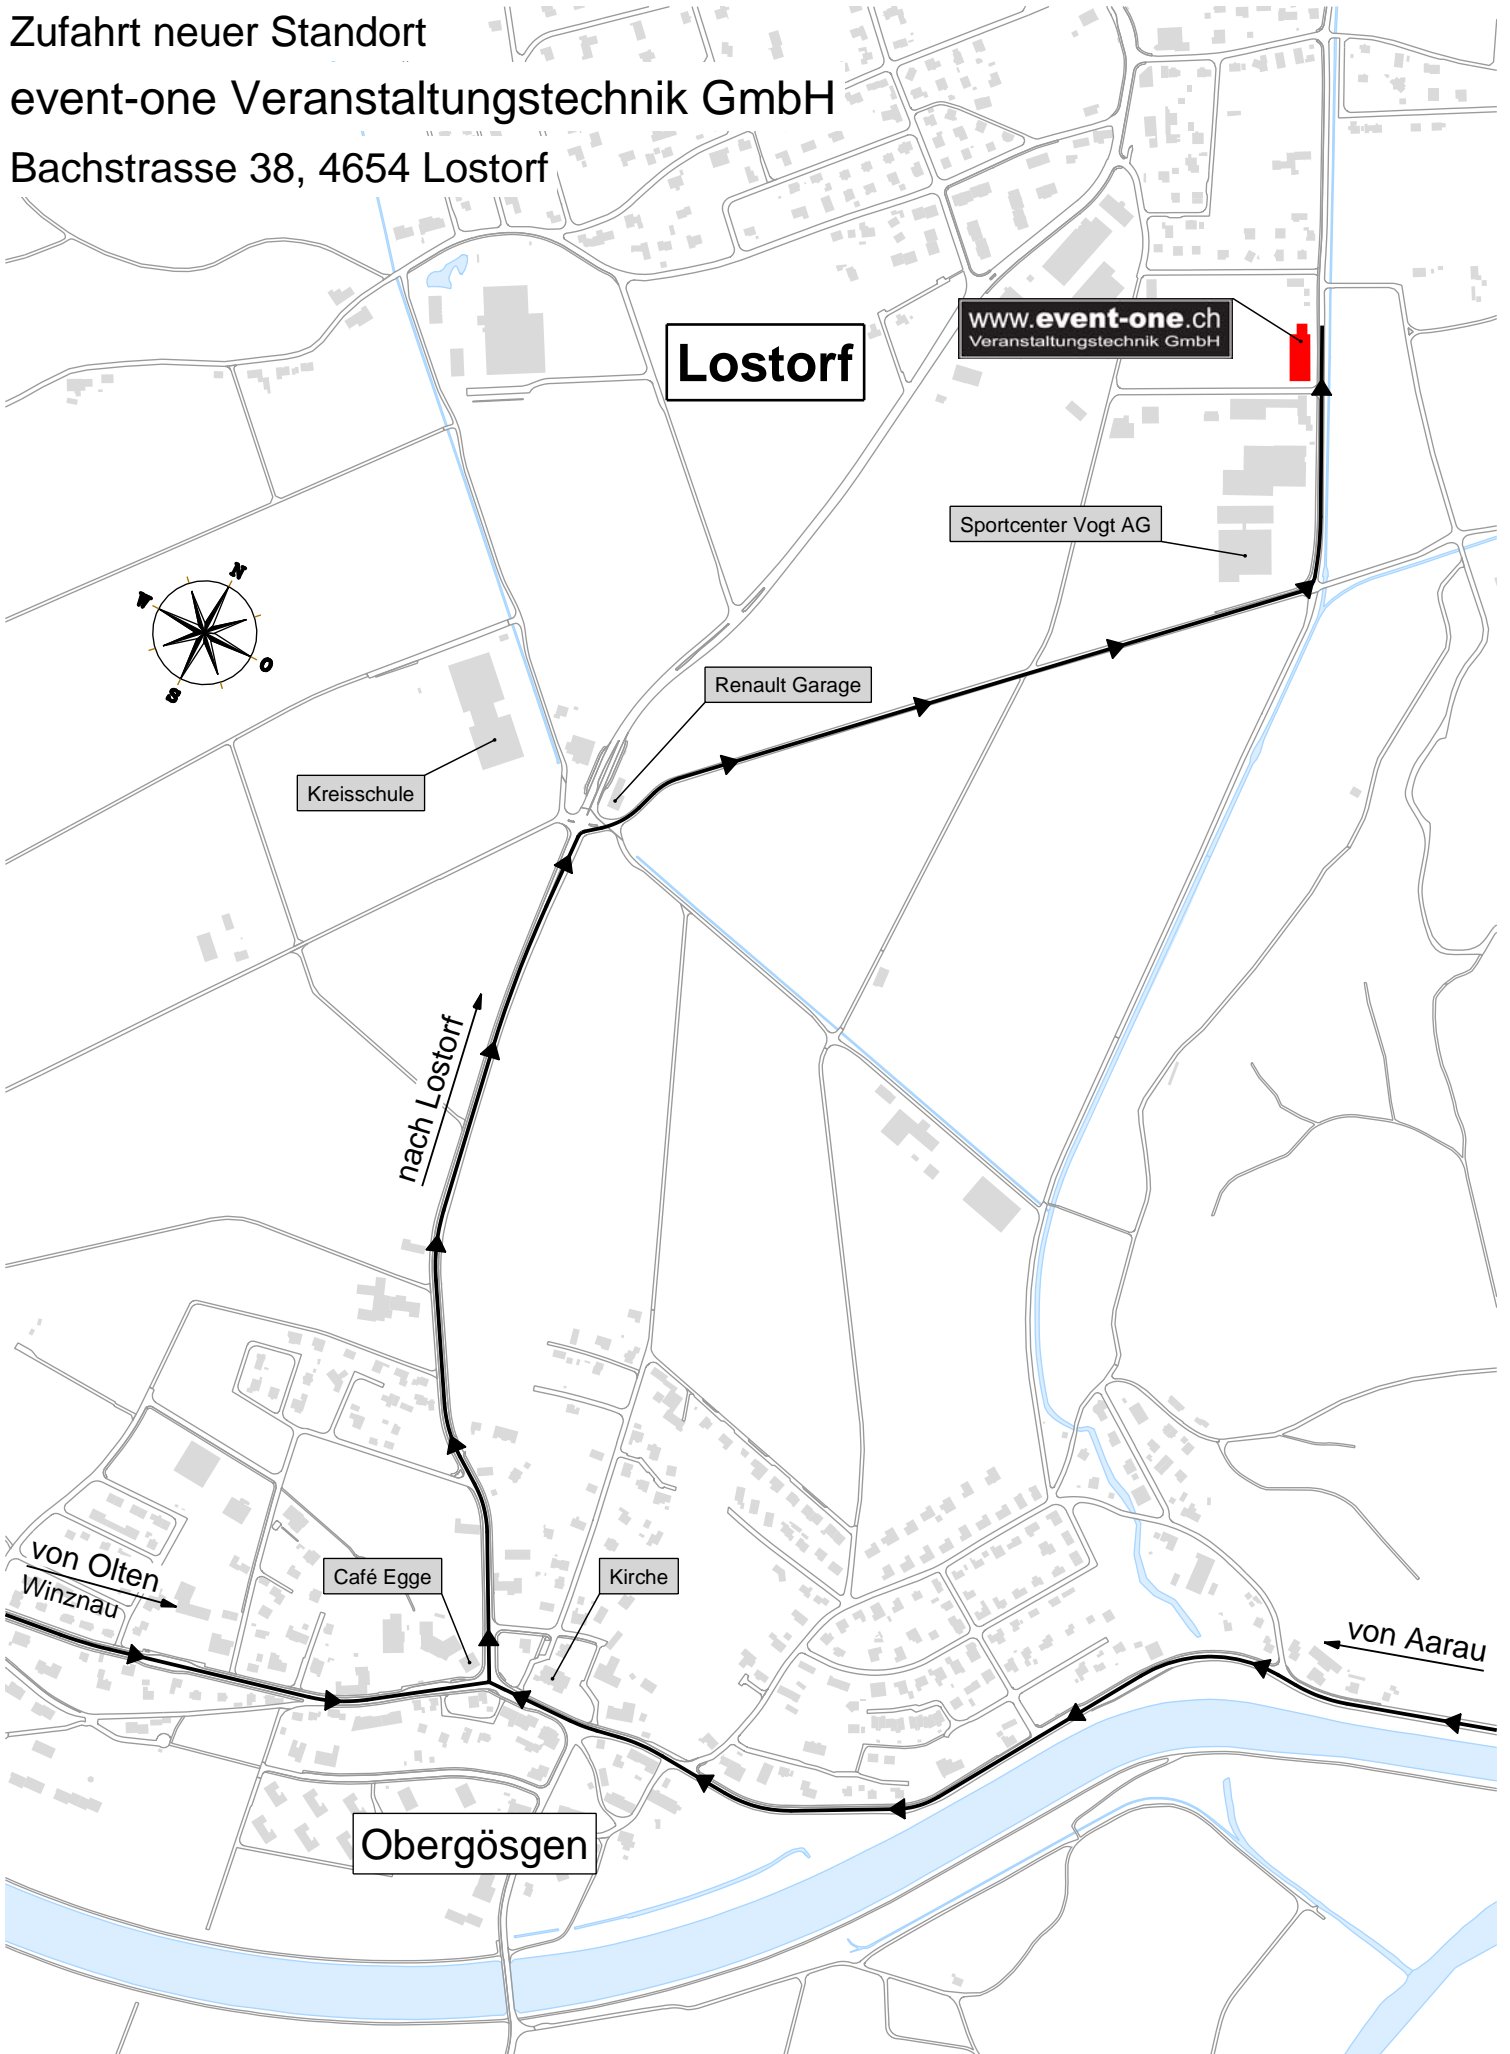 Zufahrt neuer Standort
event-one Veranstaltungstechnik GmbH
Bachstrasse 38, 4654 Lostorf
www.event-one.ch
Veranstaltungstechnik GmbH
Lostorf
Sportcenter Vogt AG
N
W
O
S
Renault Garage
Kreisschule
nach Lostorf
von Olten
Winznau
Café Egge
Kirche
von Aarau
Obergösgen